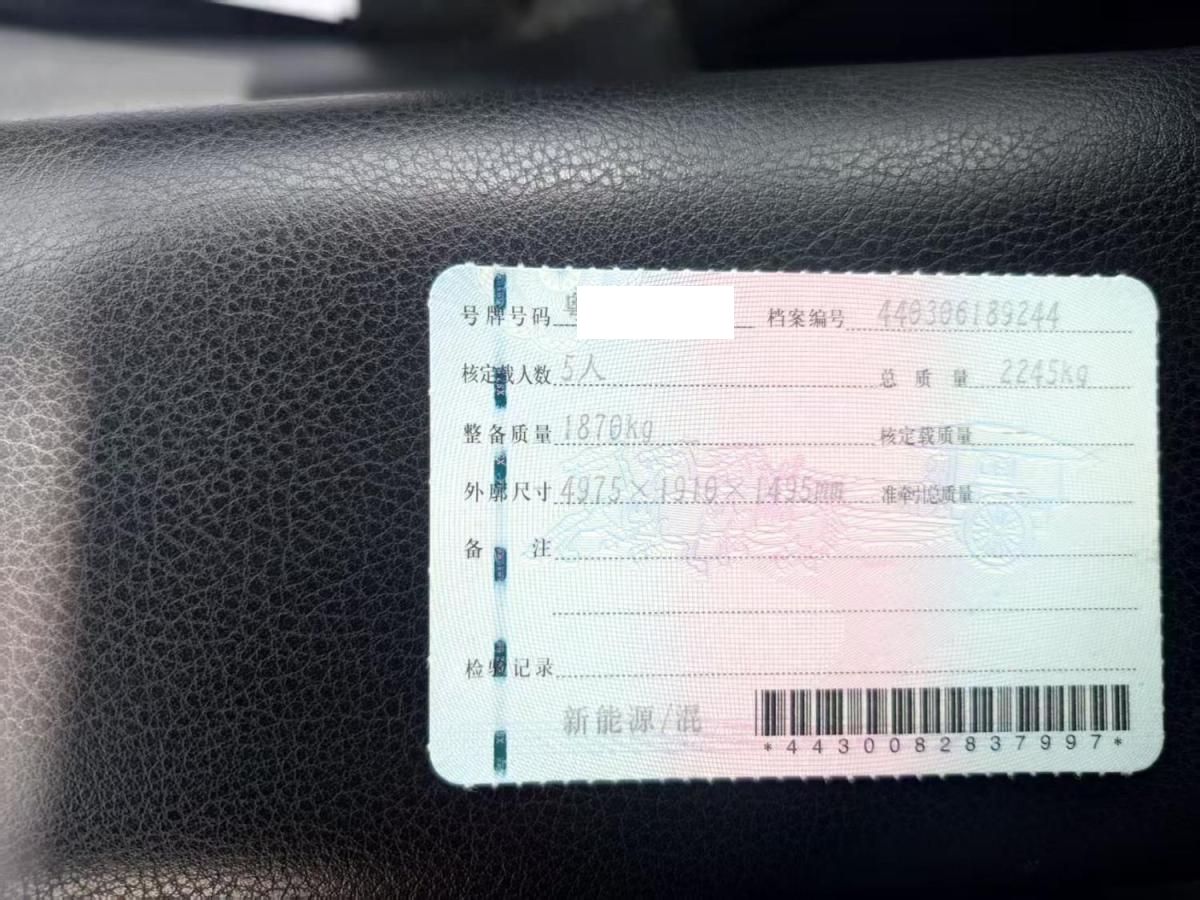 号牌号码 粤 档案编号 440306189244
核定载人数 5人 总质量 2245kg
整备质量 1870kg 核定载质量 --
外廓尺寸 4975×1910×1495mm 准牵引总质量 --
备注
检验记录
新能源/混
*4430082837997*